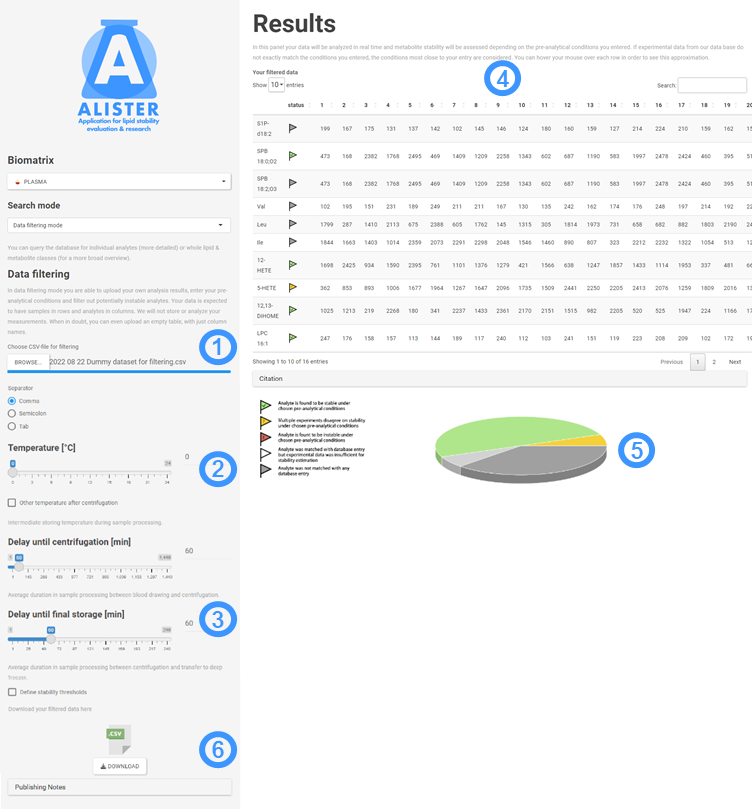 ALISTER
Application for lipid stability
evaluation & research
Biomatrix
PLASMA
Search mode
Data filtering mode
You can query the database for individual analytes (more detailed) or whole lipid &
metabolite classes (for a more broad overview).
Data filtering
In data filtering mode you are able to upload your own analysis results, enter your pre-
analytical conditions and filter out potentially instable analytes. Your data is expected
to have samples in rows and analytes in columns. We will not store or analyze your
measurements. When in doubt, you can even upload an empty table, with just column
names.
Choose CSV-file for filtering
1
BROWSE... 2022 08 22 Dummy dataset for filtering.csv
Separator
Comma
Semicolon
Tab
Temperature [°C]
0
0 24
2
0 3 6 9 12 15 18 21 24
Other temperature after centrifugation
Intermediate storing temperature during sample processing.
Delay until centrifugation [min]
60
60
Average duration in sample processing between blood drawing and centrifugation.
Delay until final storage [min]
60
3
60
Average duration in sample processing between centrifugation and transfer to deep
freezer.
Define stability thresholds
Download your filtered data here
.CSV
6
DOWNLOAD
Publishing Notes
Results
In this panel your data will be analyzed in real time and metabolite stability will be assessed depending on the pre-analytical conditions you entered. If experimental data from our data base do
not exactly match the conditions you entered, the conditions most close to your entry are considered. You can hover your mouse over each row in order to see this approximation.
Your filtered data
4
Show 10 entries
Search:
status 1 2 3 4 5 6 7 8 9 10 11 12 13 14 15 16 17 18 19 20
S1P-
d18:2 199 167 175 131 137 142 102 145 146 124 180 160 159 127 214 224 210 159 162
SPB
18:0;02 473 168 2382 1768 2495 469 1409 1209 2258 1343 602 687 1190 583 1997 2478 2424 460 395
SPB
18:2;03 473 168 2382 1768 2495 469 1409 1209 2258 1343 602 687 1190 583 1997 2478 2424 460 395
Val 102 195 151 231 189 249 211 211 167 130 135 242 162 174 176 248 197 214 192
Leu 1799 287 1410 2113 675 2388 605 1762 145 1315 305 1814 1973 731 658 682 882 1803 2190
Ile 1844 1663 1403 1014 2359 2073 2291 2298 2048 1546 1460 890 807 323 2212 2232 1322 1054 513
12-
HETE 1698 2425 934 1590 2395 761 1101 1376 1279 421 1566 638 1247 1857 1433 1114 1953 337 481
5-HETE 362 853 893 1006 1677 1964 1267 1647 2096 1735 1509 2441 2250 2205 2413 2076 1259 1809 2016
12,13-
DIHOME 1025 1213 219 2268 180 341 2237 1433 2361 2170 2151 1515 982 2205 520 525 1947 224 1166
LPC
16:1 247 176 158 157 113 144 189 117 240 112 103 241 151 119 223 208 209 102 172
Showing 1 to 10 of 16 entries
Previous 1 2 Next
Citation
Analyte is found to be stable under
chosen pre-analytical conditions
Multiple experiments disagree on stability
under chosen pre-analytical conditions
Analyte is found to be instable under
chosen pre-analytical conditions
Analyte was matched with database entry
but experimental data was insufficient for
stability estimation
Analyte was not matched with any
database entry
5